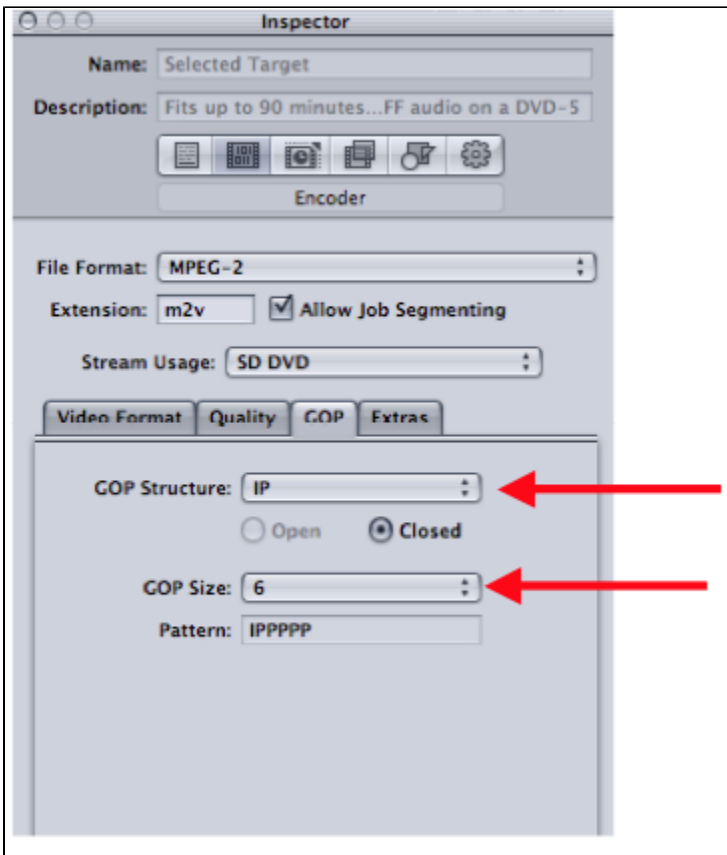 Inspector
Name: Selected Target
Description: Fits up to 90 minutes...FF audio on a DVD-5
Encoder
File Format: MPEG-2
Extension: m2v Allow Job Segmenting
Stream Usage: SD DVD
Video Format Quality GOP Extras
GOP Structure: IP
Open Closed
GOP Size: 6
Pattern: IPPPPP